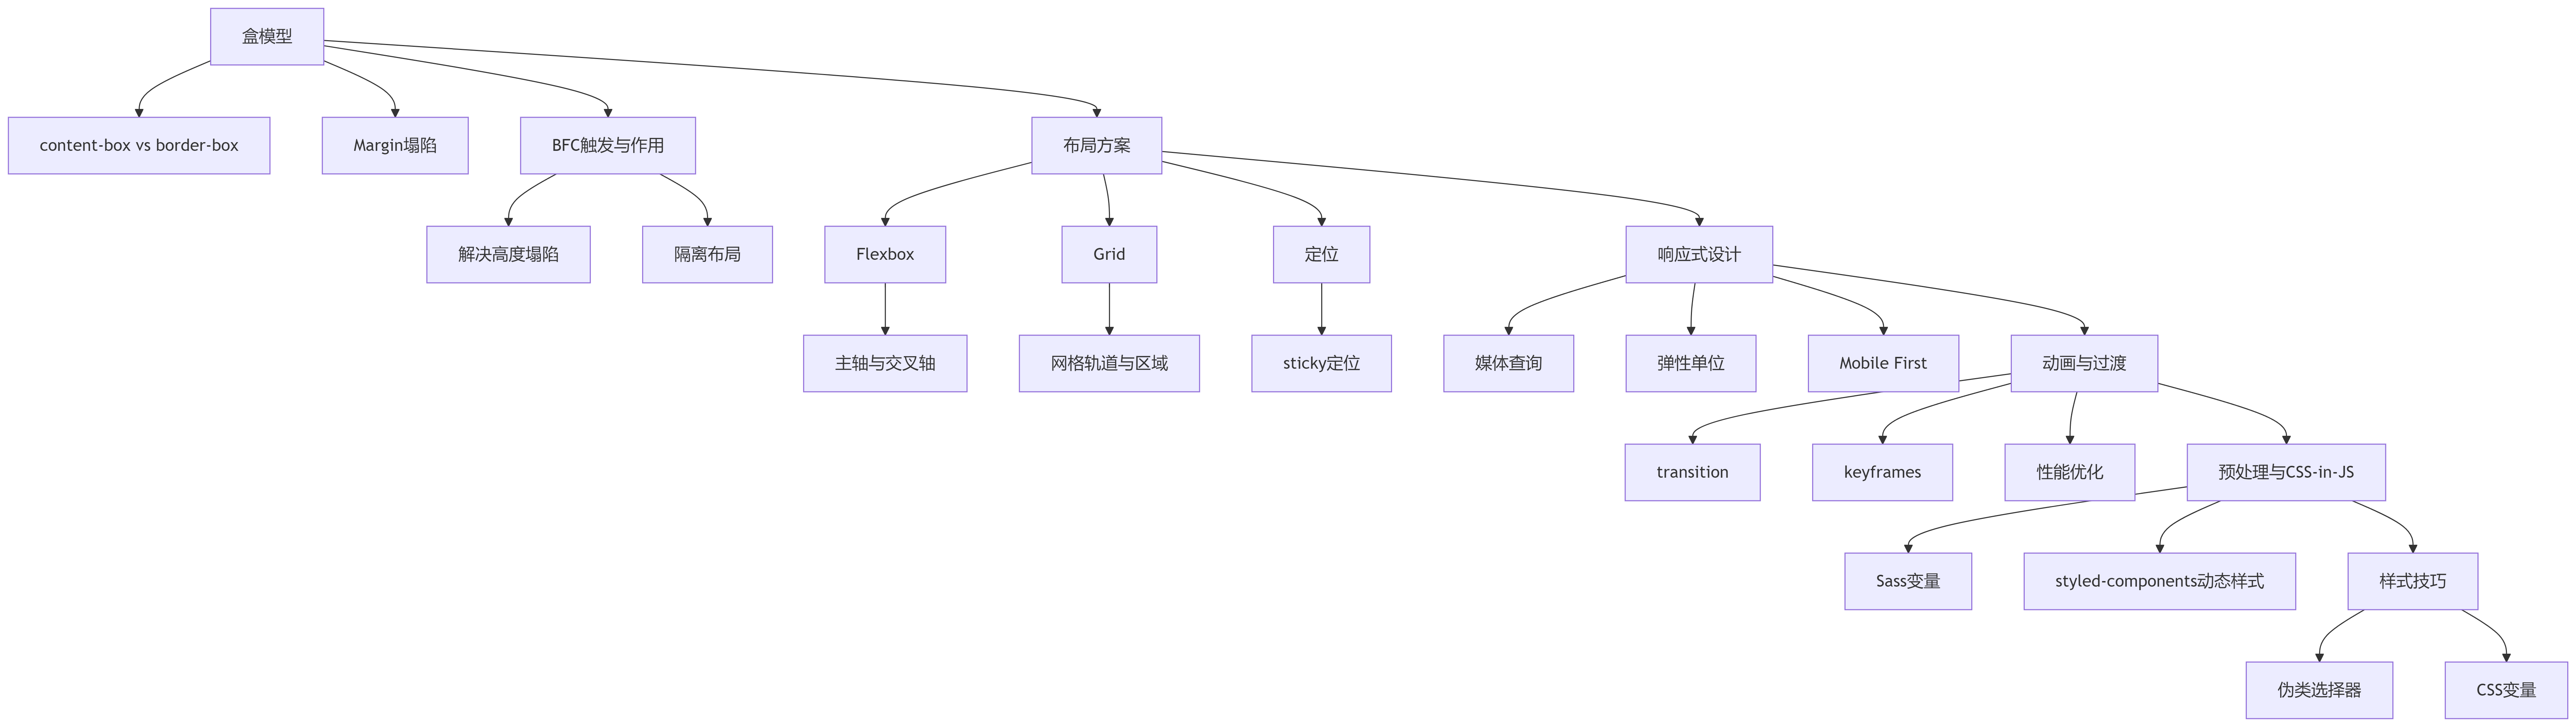 盒模型
content-box vs border-box
Margin塌陷
BFC触发与作用
布局方案
解决高度塌陷
隔离布局
Flexbox
Grid
定位
响应式设计
主轴与交叉轴
网格轨道与区域
sticky定位
媒体查询
弹性单位
Mobile First
动画与过渡
transition
keyframes
性能优化
预处理与CSS-in-JS
Sass变量
styled-components动态样式
样式技巧
伪类选择器
CSS变量